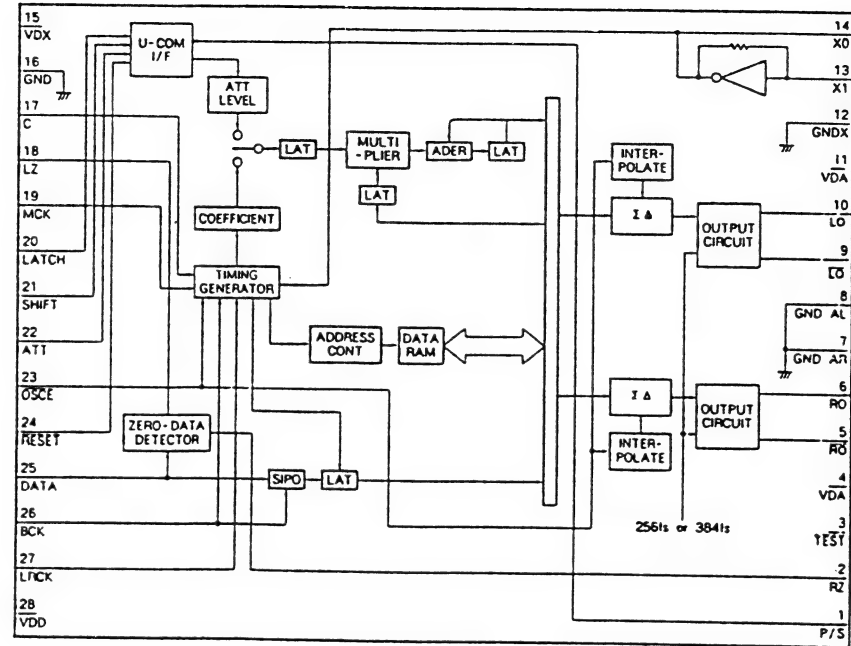 15
VDX
16
GND
17
C
18
LZ
19
MCK
20
LATCH
21
SHIFT
22
ATT
23
OSCE
24
RESET
25
DATA
26
BCK
27
LRCK
28
VDD
U-COM
I/F
ATT
LEVEL
LAT
MULTI
-PLIER
ADER
LAT
LAT
COEFFICIENT
TIMING
GENERATOR
ADDRESS
CONT
DATA
RAM
ZERO-DATA
DETECTOR
SIPO
LAT
INTER-
POLATE
Σ Δ
OUTPUT
CIRCUIT
Σ Δ
INTER-
POLATE
OUTPUT
CIRCUIT
256fs or 384fs
14
X0
13
X1
12
GNDX
11
VDA
10
LO
9
LO
8
GND AL
7
GND AR
6
RO
5
RO
4
VDA
3
TEST
2
RZ
1
P/S